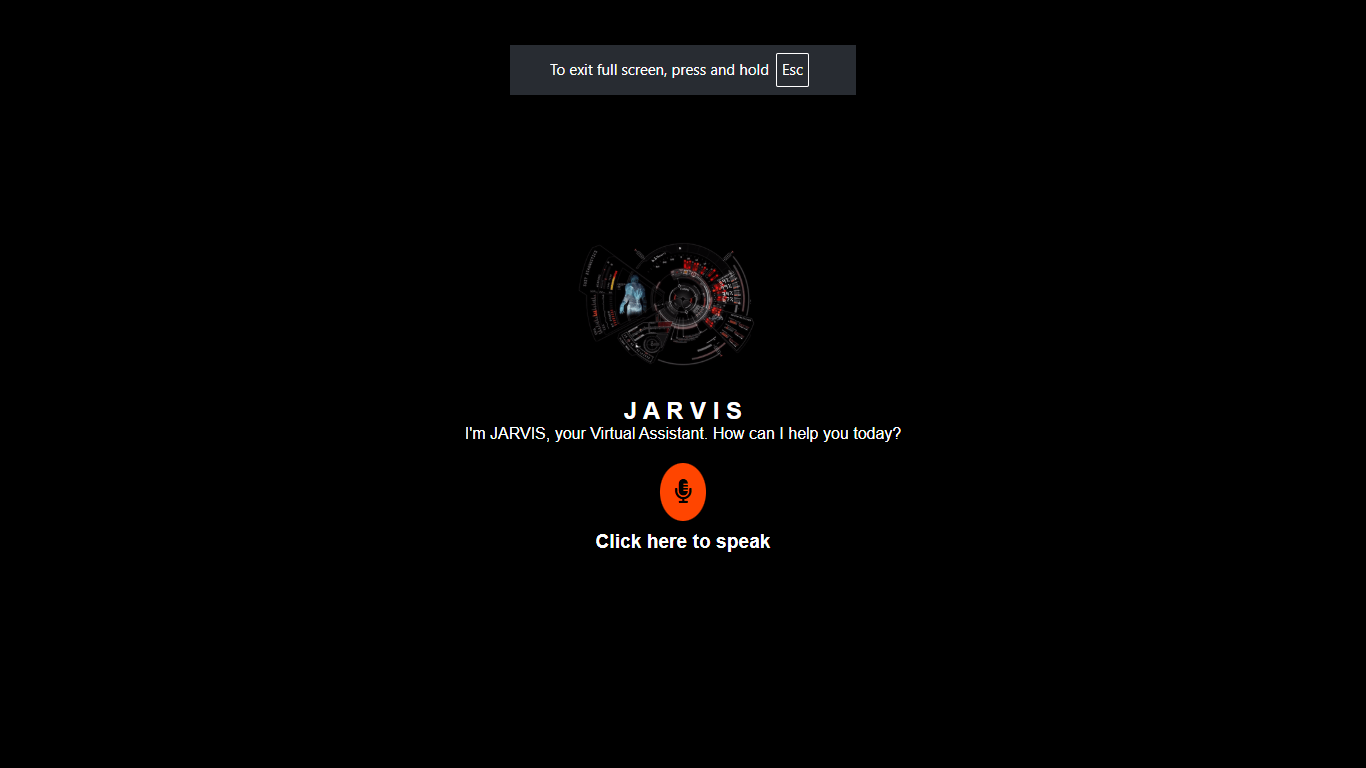 To exit full screen, press and hold Esc
J A R V I S
I'm JARVIS, your Virtual Assistant. How can I help you today?
Click here to speak